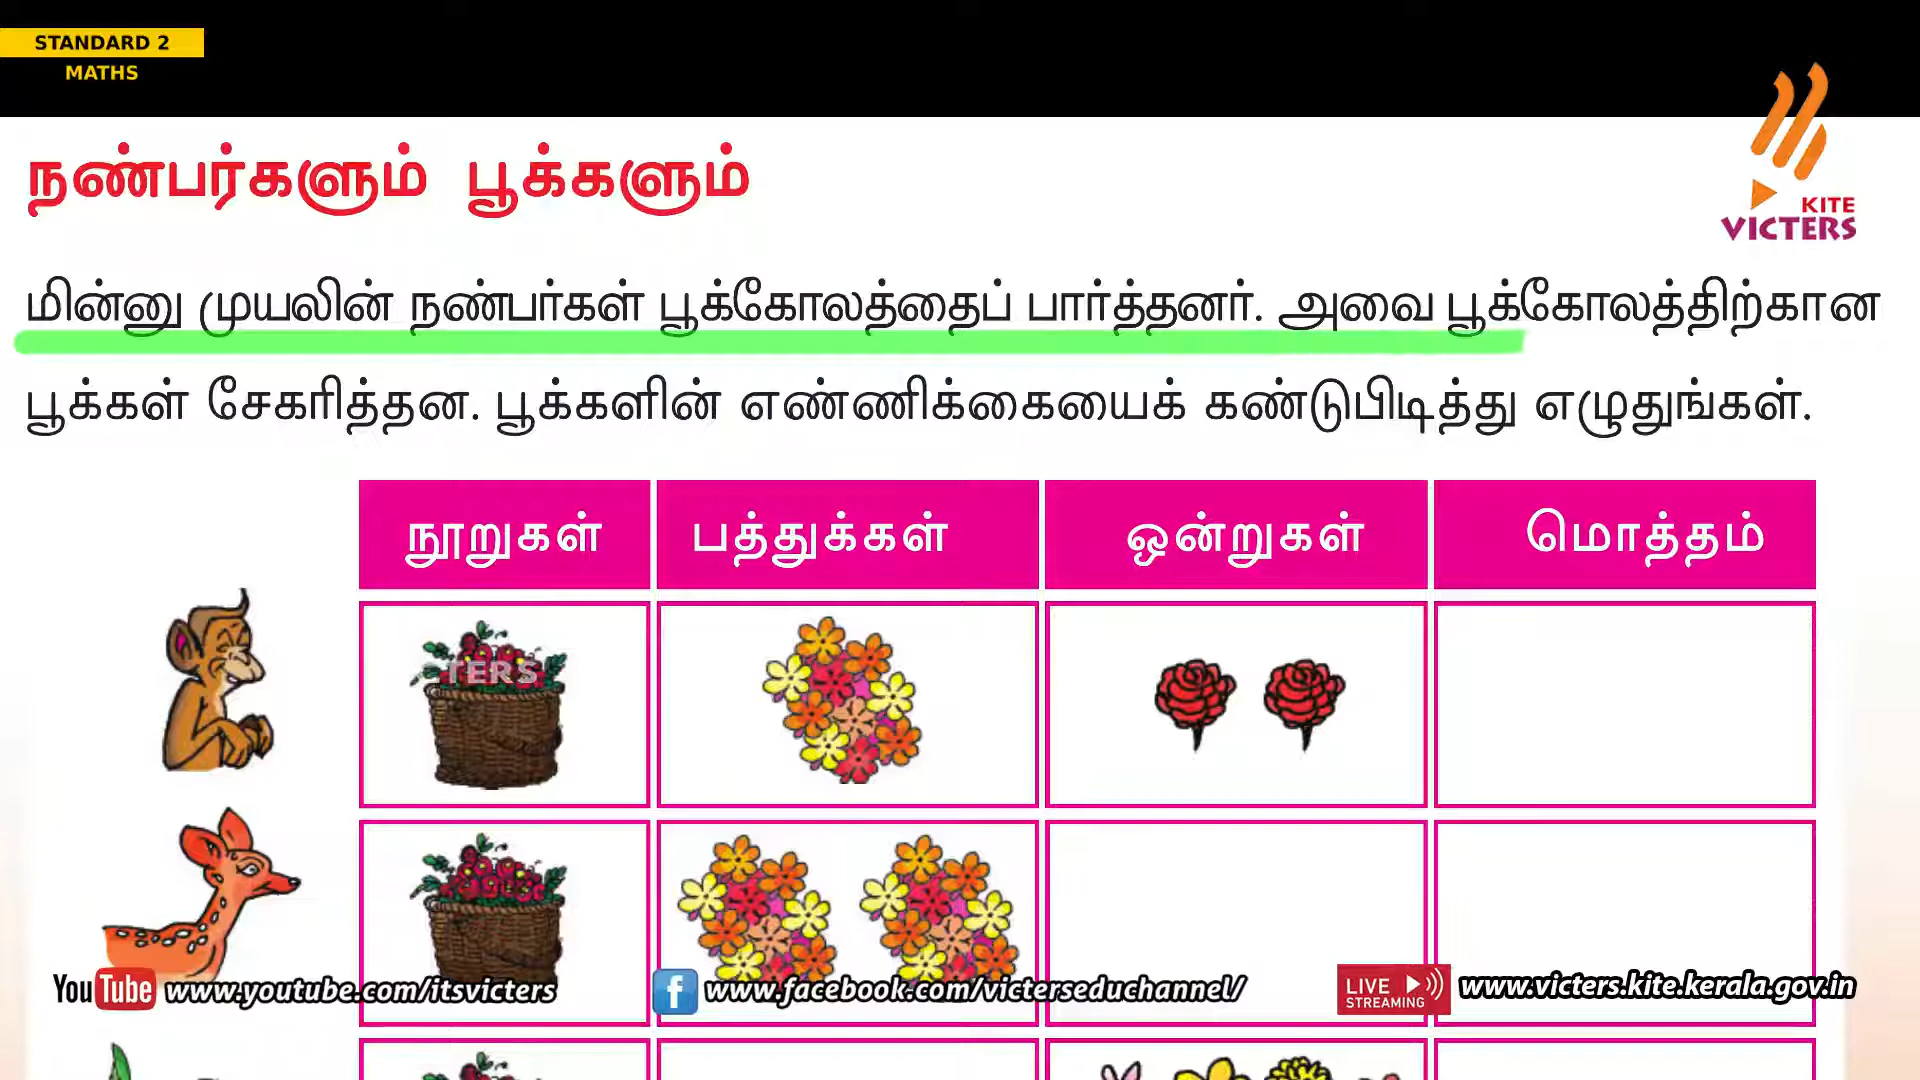 STANDARD 2
MATHS
KITE
VICTERS
நண்பர்களும் பூக்களும்
மின்னு முயலின் நண்பர்கள் பூக்கோலத்தைப் பார்த்தனர். அவை பூக்கோலத்திற்கான
பூக்கள் சேகரித்தன. பூக்களின் எண்ணிக்கையைக் கண்டுபிடித்து எழுதுங்கள்.
நூறுகள் பத்துக்கள் ஒன்றுகள் மொத்தம்
You Tube www.youtube.com/itsvicters f www.facebook.com/victerseduchannel/ LIVE STREAMING www.victers.kite.kerala.gov.in